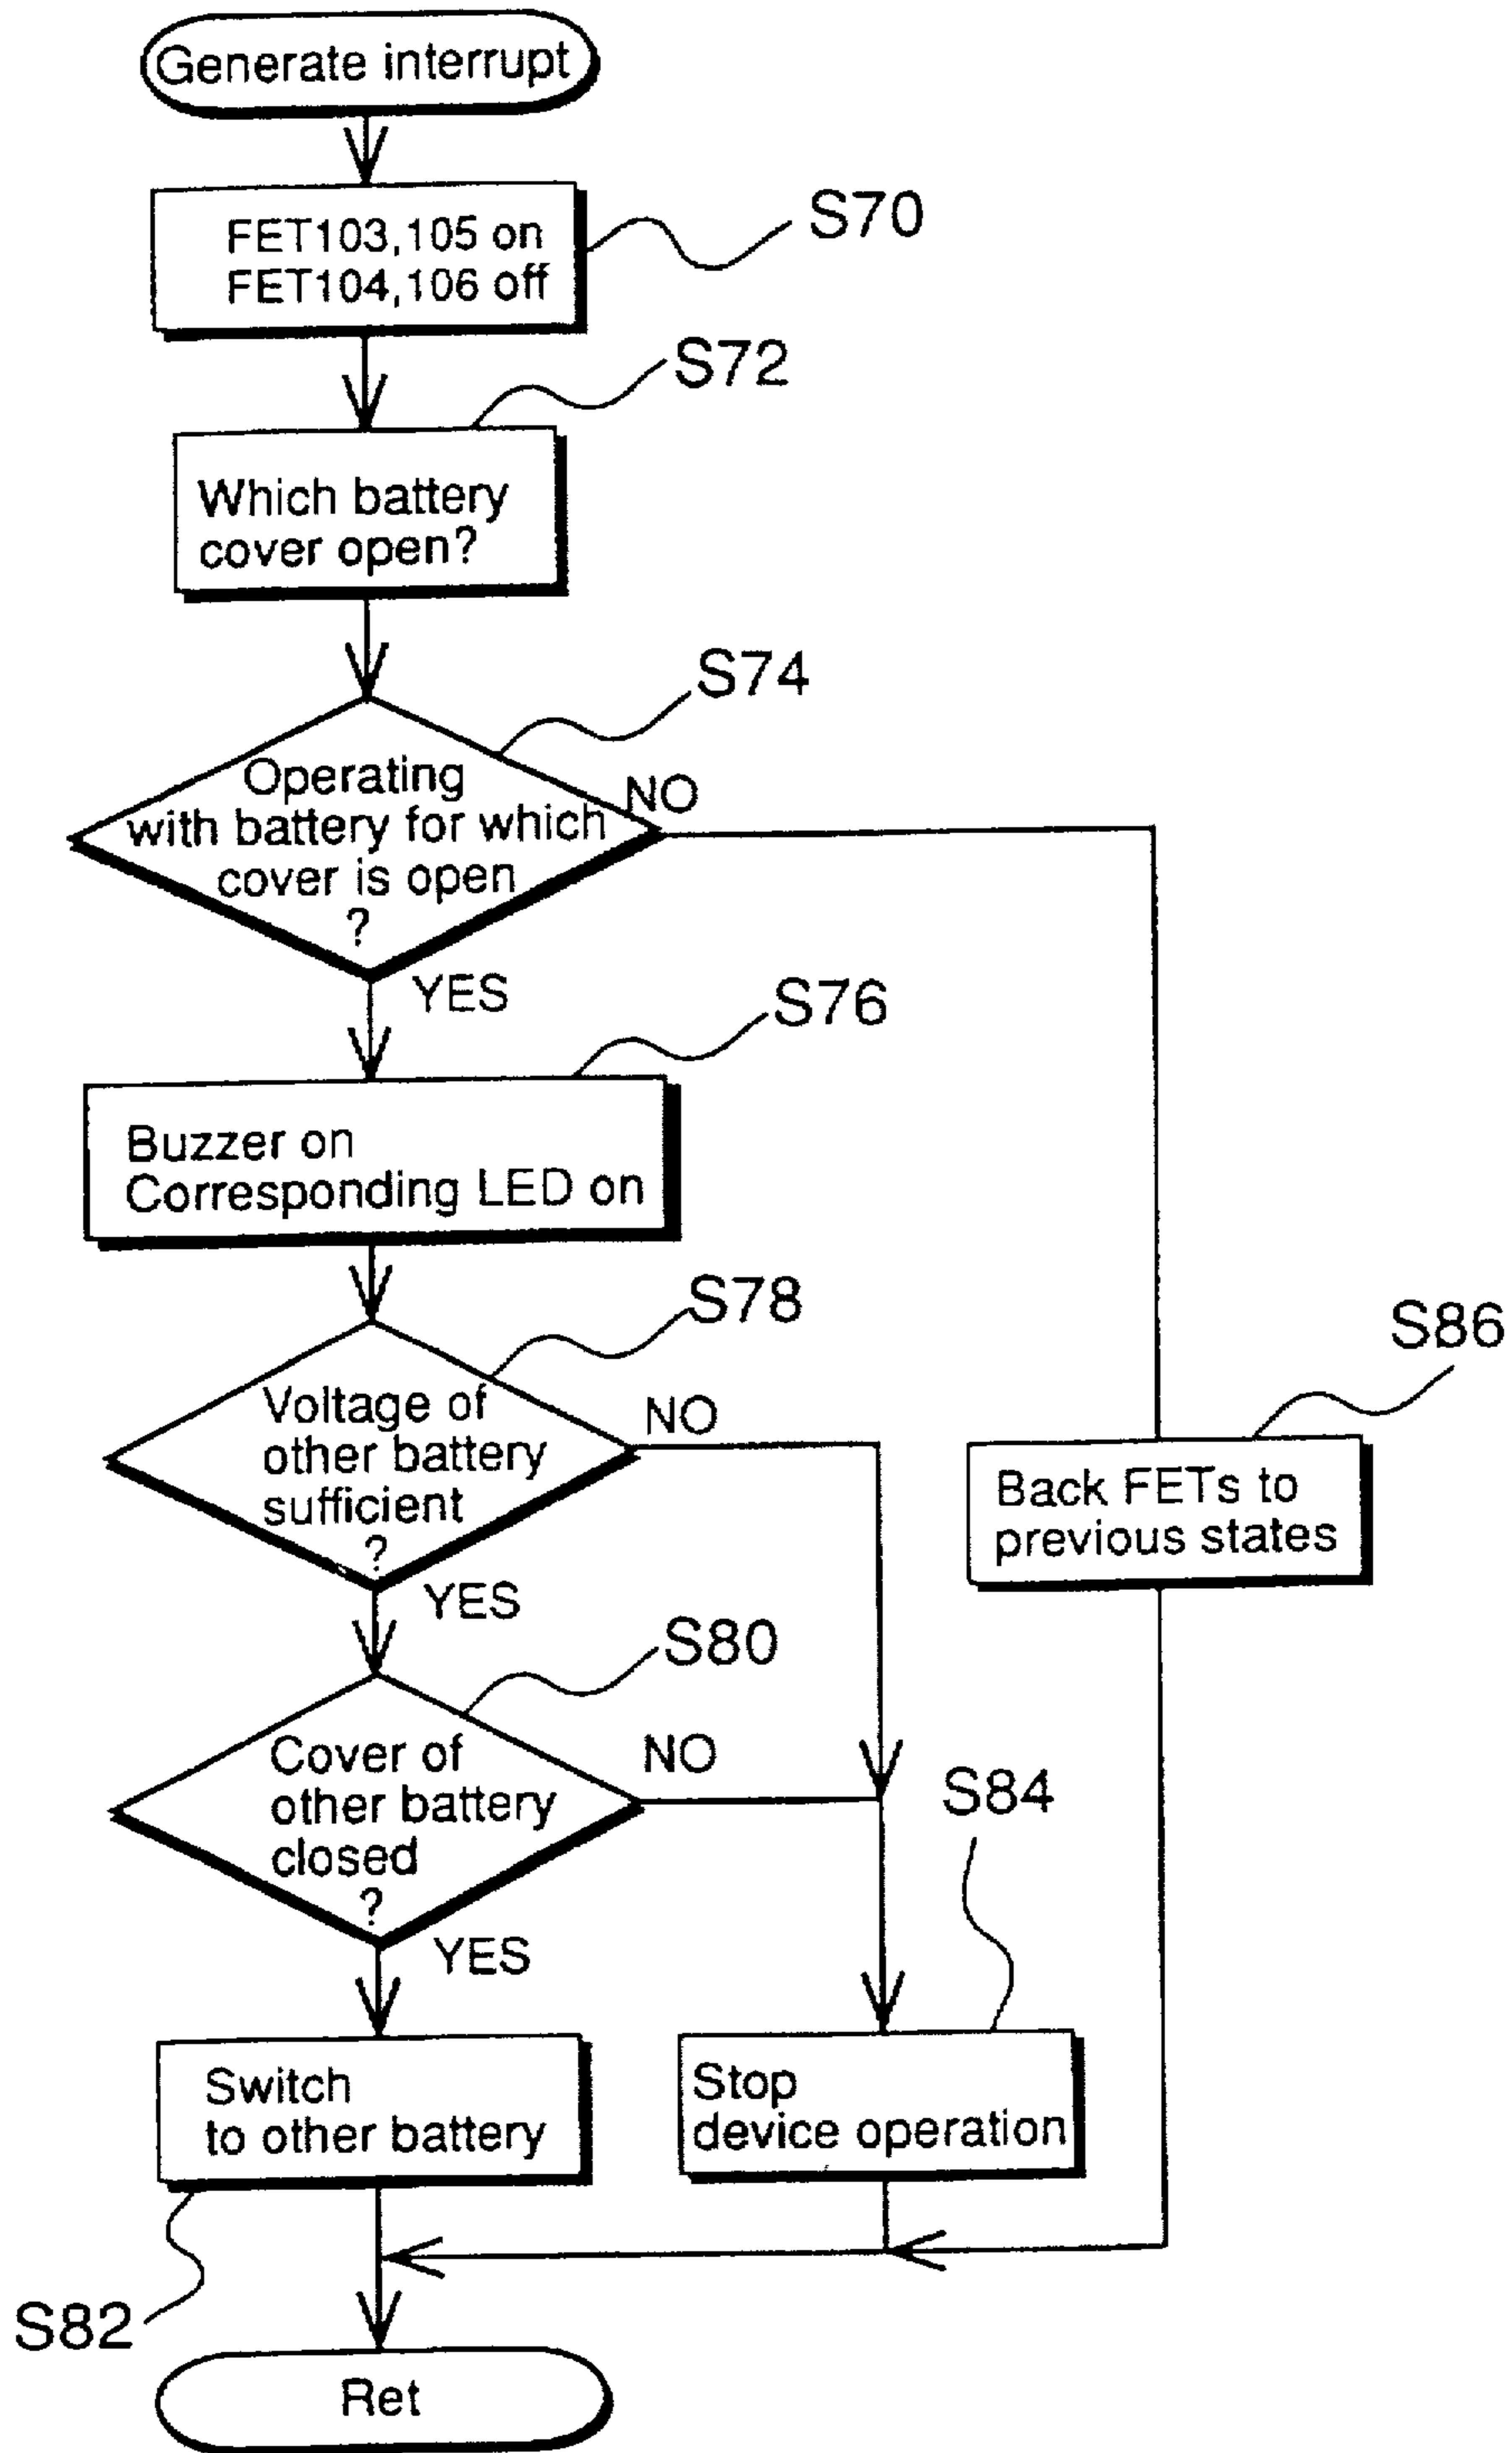 Generate interrupt
FET103,105 on
FET104,106 off
S70
S72
Which battery
cover open?
S74
Operating
with battery for which
cover is open
?
NO
YES
S76
Buzzer on
Corresponding LED on
S78
Voltage of
other battery
sufficient
?
NO
YES
S86
Back FETs to
previous states
S80
Cover of
other battery
closed
?
NO
YES
S84
Switch
to other battery
Stop
device operation
S82
Ret